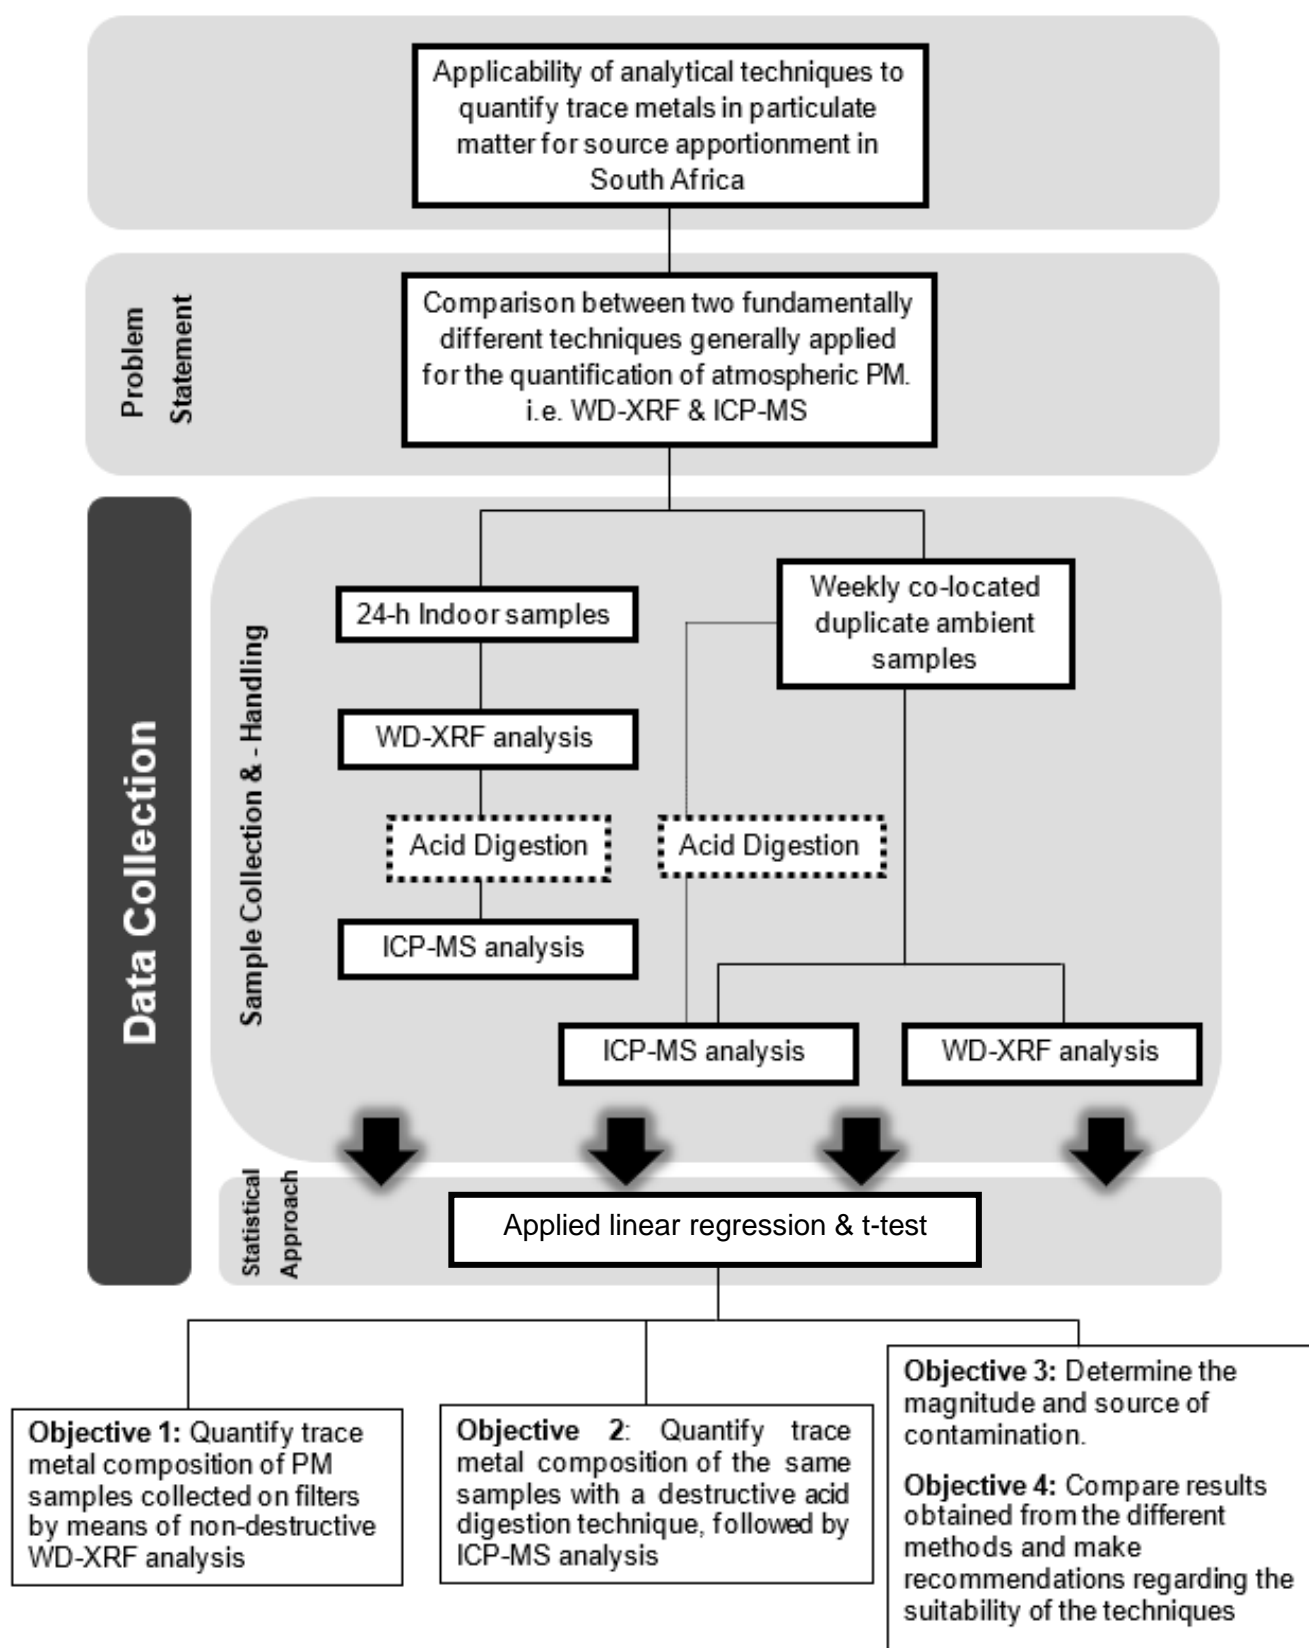 Applicability of analytical techniques to
quantify trace metals in particulate
matter for source apportionment in
South Africa
Problem
Statement
Comparison between two fundamentally
different techniques generally applied
for the quantification of atmospheric PM.
i.e. WD-XRF & ICP-MS
Data Collection
Sample Collection & - Handling
24-h Indoor samples
Weekly co-located
duplicate ambient
samples
WD-XRF analysis
Acid Digestion
Acid Digestion
ICP-MS analysis
ICP-MS analysis
WD-XRF analysis
Statistical
Approach
Applied linear regression & t-test
Objective 1: Quantify trace
metal composition of PM
samples collected on filters
by means of non-destructive
WD-XRF analysis
Objective 2: Quantify trace
metal composition of the same
samples with a destructive acid
digestion technique, followed by
ICP-MS analysis
Objective 3: Determine the
magnitude and source of
contamination.
Objective 4: Compare results
obtained from the different
methods and make
recommendations regarding the
suitability of the techniques